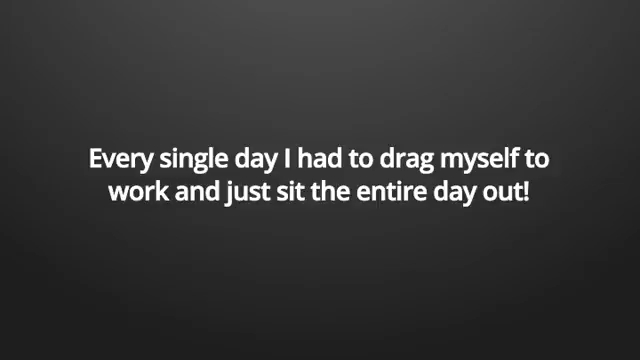 Every single day I had to drag myself to
work and just sit the entire day out!